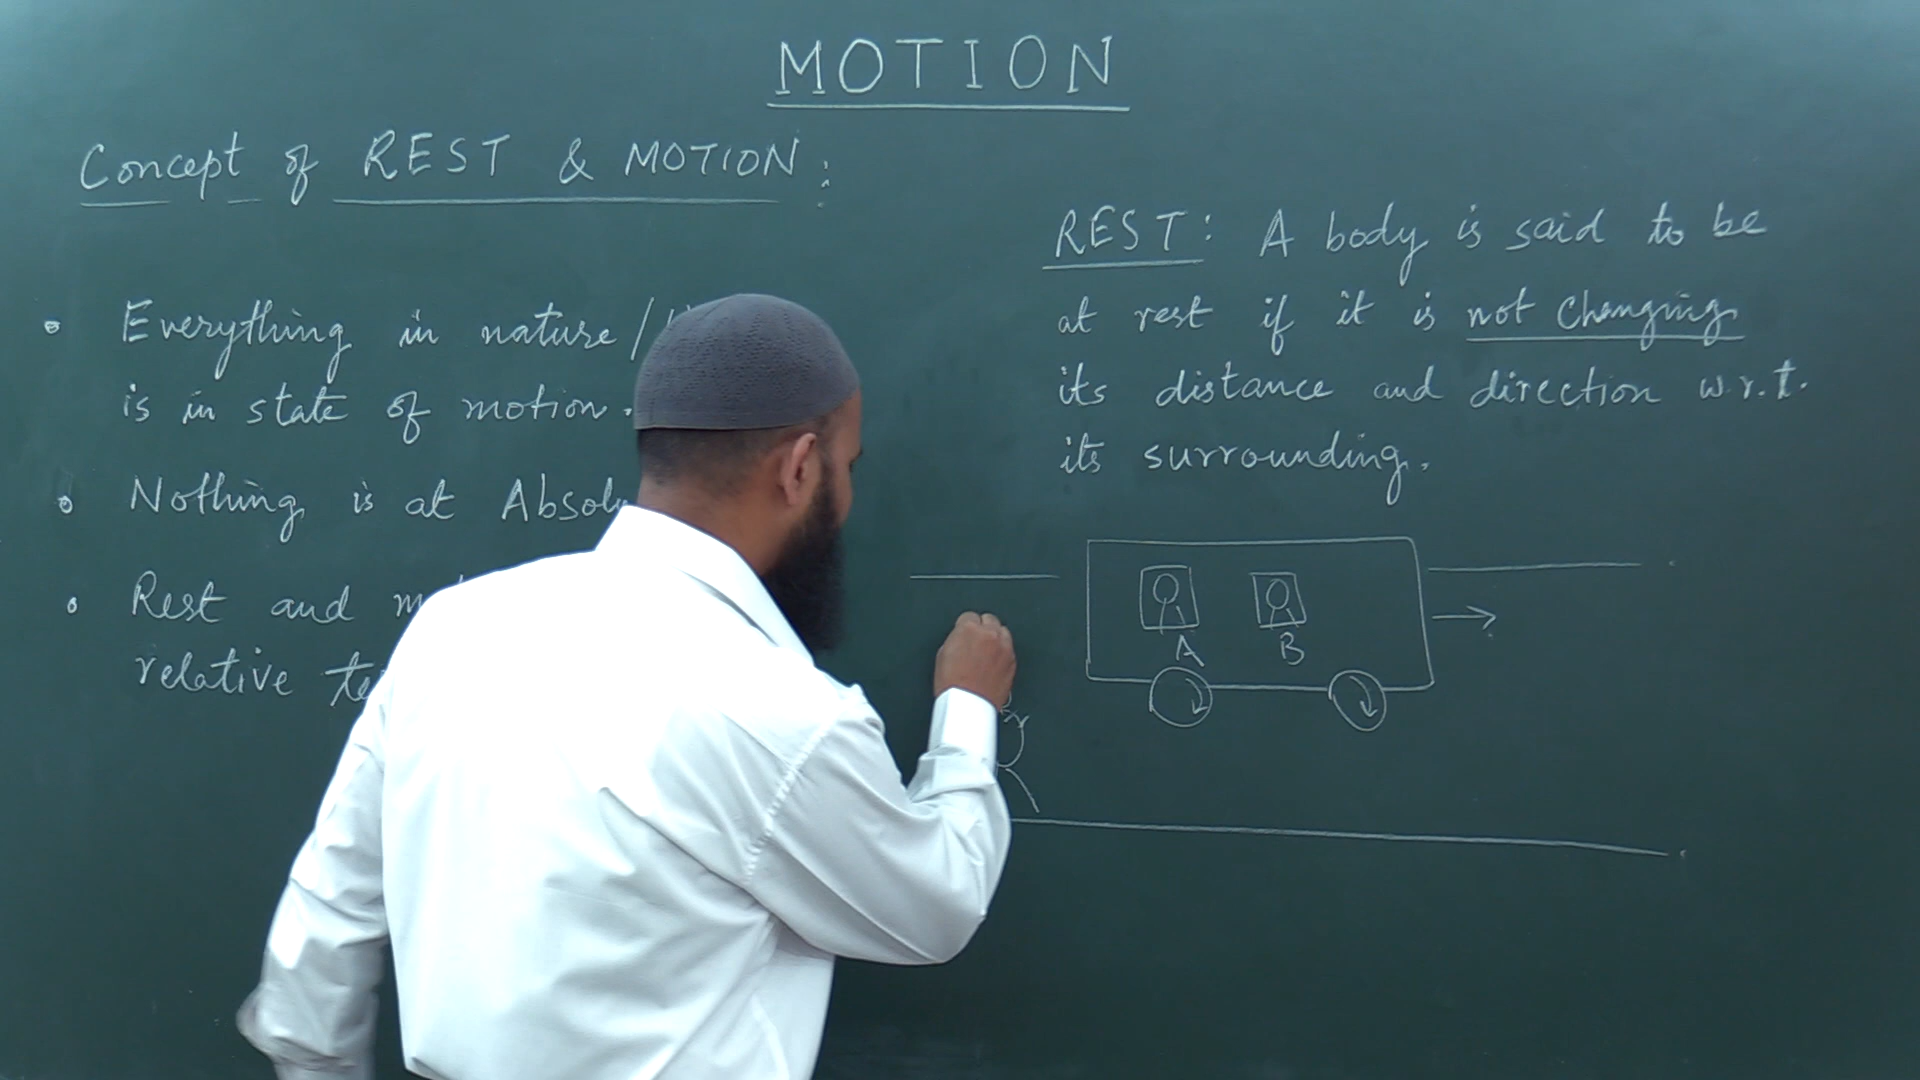 MOTION
Concept of REST & MOTION:
• Everything in nature/
is in state of motion.
• Nothing is at
• Rest and
relative
REST: A body is said to be
at rest if it is not changing
its distance and direction w.r.t.
its surrounding.
A B